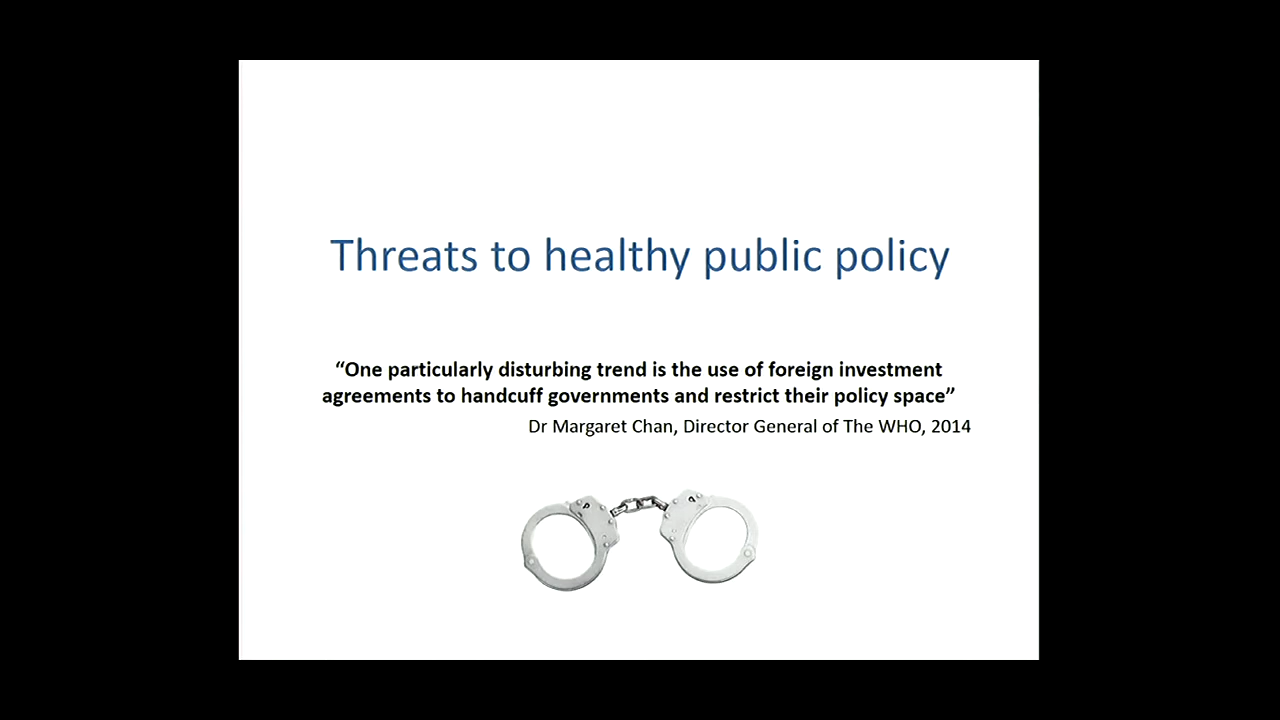 Threats to healthy public policy
“One particularly disturbing trend is the use of foreign investment
agreements to handcuff governments and restrict their policy space”
Dr Margaret Chan, Director General of The WHO, 2014